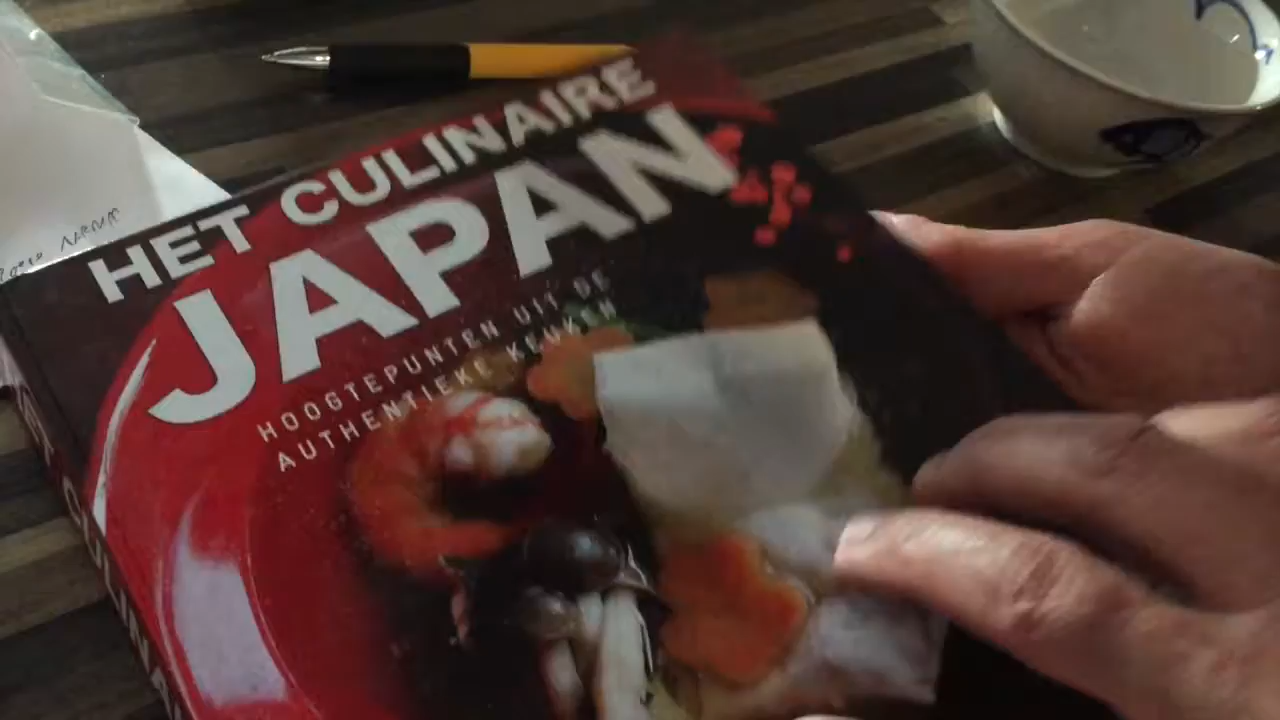 HET CULINAIRE
JAPAN
HOOGTEPUNTEN UIT DE
AUTHENTIEKE KEUKEN